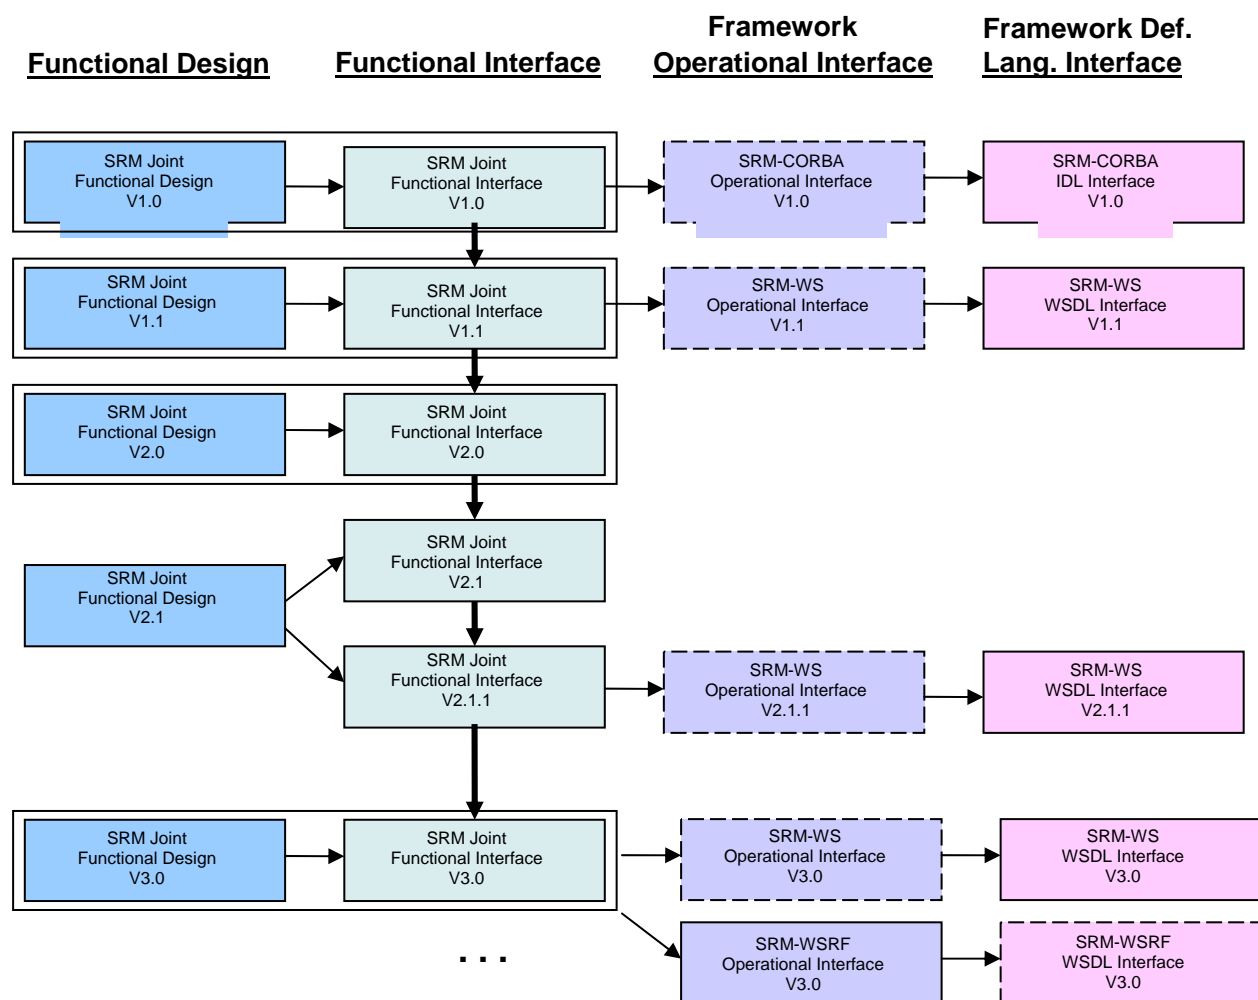 Functional Design
Functional Interface
Framework
Operational Interface
Framework Def.
Lang. Interface
SRM Joint
Functional Design
V1.0
SRM Joint
Functional Interface
V1.0
SRM-CORBA
Operational Interface
V1.0
SRM-CORBA
IDL Interface
V1.0
SRM Joint
Functional Design
V1.1
SRM Joint
Functional Interface
V1.1
SRM-WS
Operational Interface
V1.1
SRM-WS
WSDL Interface
V1.1
SRM Joint
Functional Design
V2.0
SRM Joint
Functional Interface
V2.0
SRM Joint
Functional Design
V2.1
SRM Joint
Functional Interface
V2.1
SRM Joint
Functional Interface
V2.1.1
SRM-WS
Operational Interface
V2.1.1
SRM-WS
WSDL Interface
V2.1.1
SRM Joint
Functional Design
V3.0
SRM Joint
Functional Interface
V3.0
SRM-WS
Operational Interface
V3.0
SRM-WS
WSDL Interface
V3.0
SRM-WSRF
Operational Interface
V3.0
SRM-WSRF
WSDL Interface
V3.0
. . .